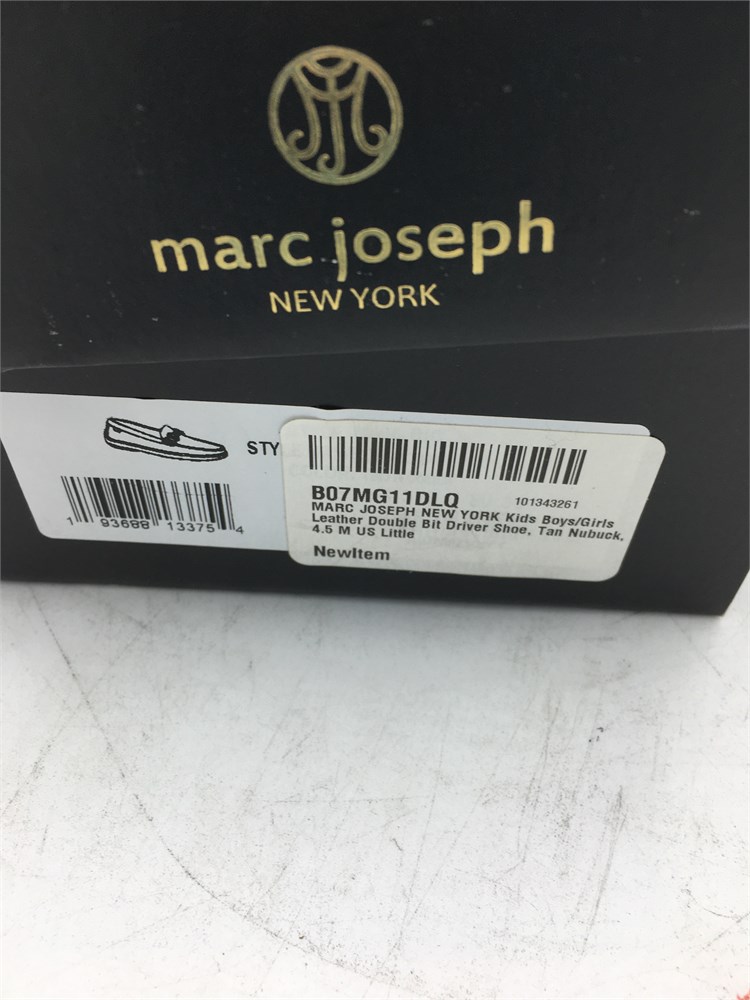 marc joseph
NEW YORK
STY
1 93688 13375 4
B07MG11DLQ 101343261
MARC JOSEPH NEW YORK Kids Boys/Girls
Leather Double Bit Driver Shoe, Tan Nubuck,
4.5 M US Little
NewItem